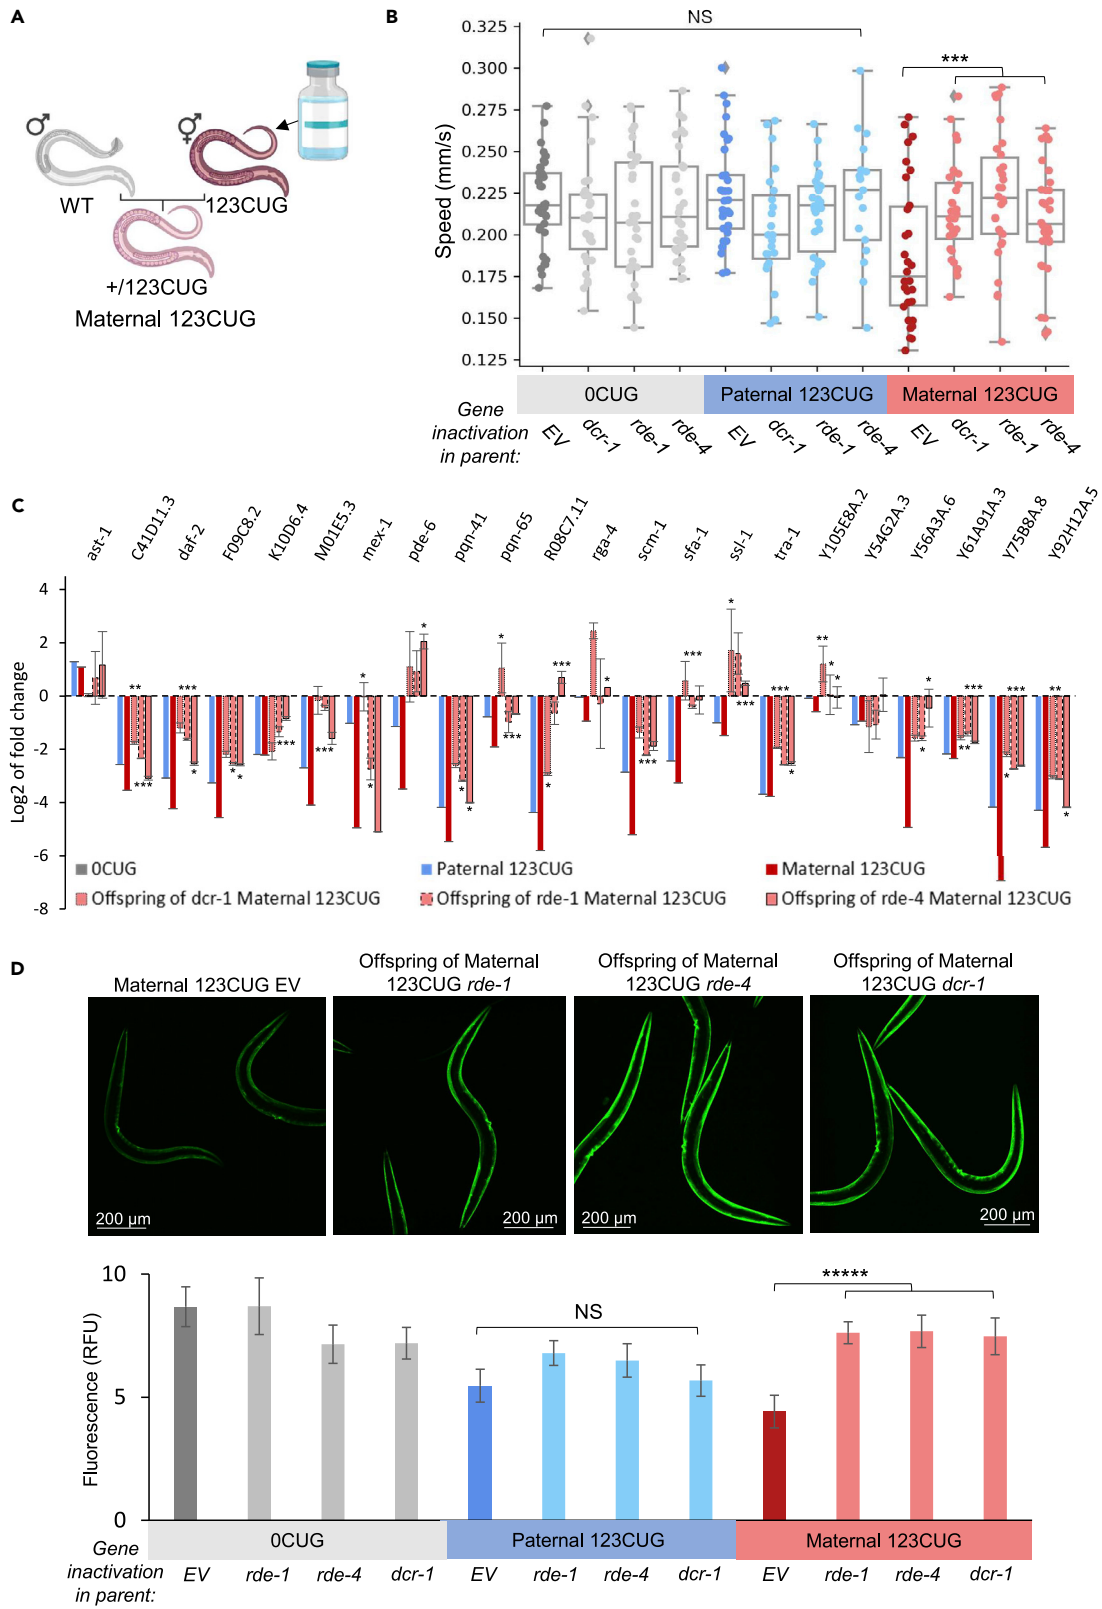 A
♂
⚥
WT
123CUG
+/123CUG
Maternal 123CUG
B
NS
***
0.325
0.300
0.275
0.250
0.225
0.200
0.175
0.150
0.125
Speed (mm/s)
0CUG
Paternal 123CUG
Maternal 123CUG
Gene
inactivation
in parent:
EV dcr-1 rde-1 rde-4 EV dcr-1 rde-1 rde-4 EV dcr-1 rde-1 rde-4
C
ast-1 C41D11.3 daf-2 F09C8.2 K10D6.4 M01E5.3 mex-1 pde-6 pqn-41 pqn-65 R08C7.11 rga-4 scm-1 sfa-1 ssl-1 tra-1 Y105E8A.2 Y54G2A.3 Y56A3A.6 Y61A91A.3 Y75B8A.8 Y92H12A.5
Log2 of fold change
4
2
0
-2
-4
-6
-8
** *** *** * * * *** *** * * * * * * *** *** * * *** *** * *** *** * ** * * * * ** *** *** * ** *
0CUG
Paternal 123CUG
Maternal 123CUG
Offspring of dcr-1 Maternal 123CUG
Offspring of rde-1 Maternal 123CUG
Offspring of rde-4 Maternal 123CUG
D
Maternal 123CUG EV
Offspring of Maternal
123CUG rde-1
Offspring of Maternal
123CUG rde-4
Offspring of Maternal
123CUG dcr-1
200 µm
200 µm
200 µm
200 µm
10
5
0
Fluorescence (RFU)
NS
*****
0CUG
Paternal 123CUG
Maternal 123CUG
Gene
inactivation
in parent:
EV rde-1 rde-4 dcr-1 EV rde-1 rde-4 dcr-1 EV rde-1 rde-4 dcr-1